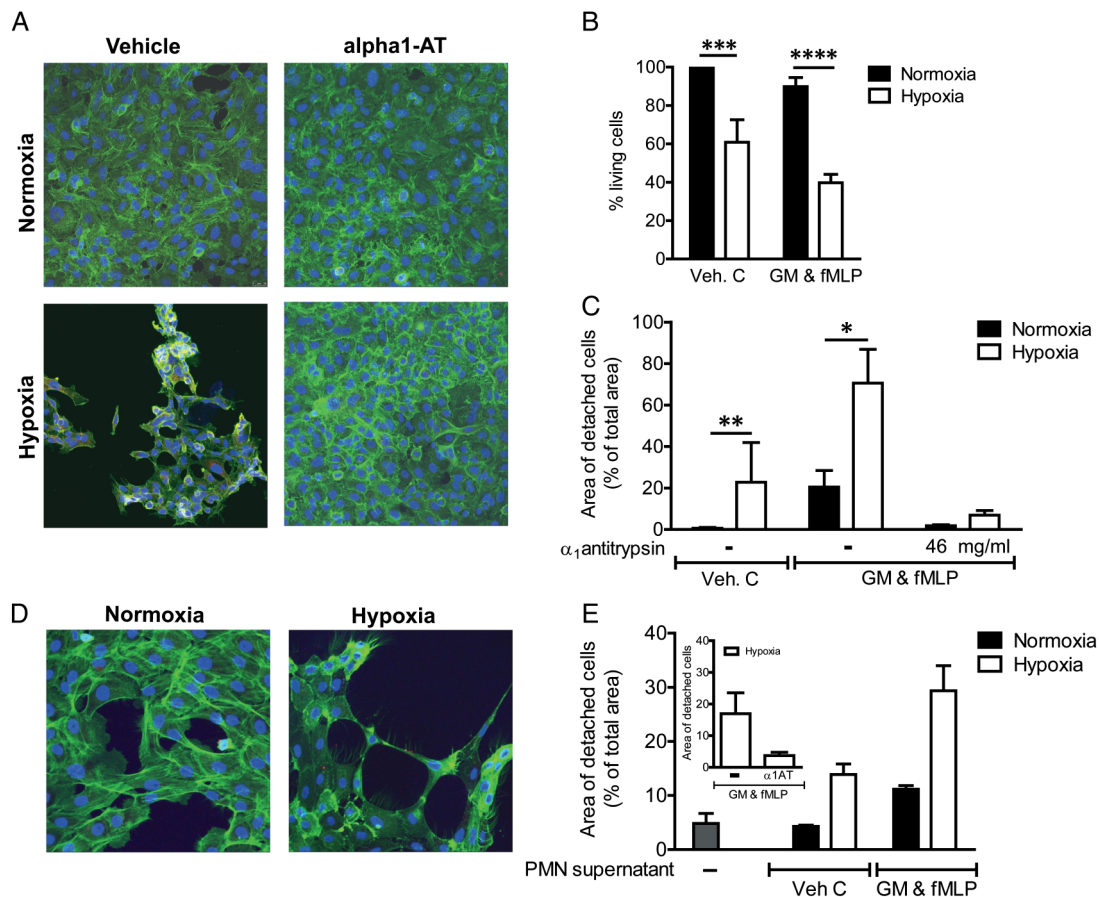 A
Vehicle
alpha1-AT
Normoxia
Hypoxia
B
***
****
Normoxia
Hypoxia
% living cells
100
80
60
40
20
0
Veh. C
GM & fMLP
C
**
*
Normoxia
Hypoxia
Area of detached cells
(% of total area)
100
80
60
40
20
0
α1antitrypsin
-
-
46 mg/ml
Veh. C
GM & fMLP
D
Normoxia
Hypoxia
E
Normoxia
Hypoxia
Area of detached cells
(% of total area)
40
30
20
10
0
Hypoxia
Area of detached cells
40
30
20
10
0
-
α1AT
GM & fMLP
PMN supernatant
–
Veh C
GM & fMLP